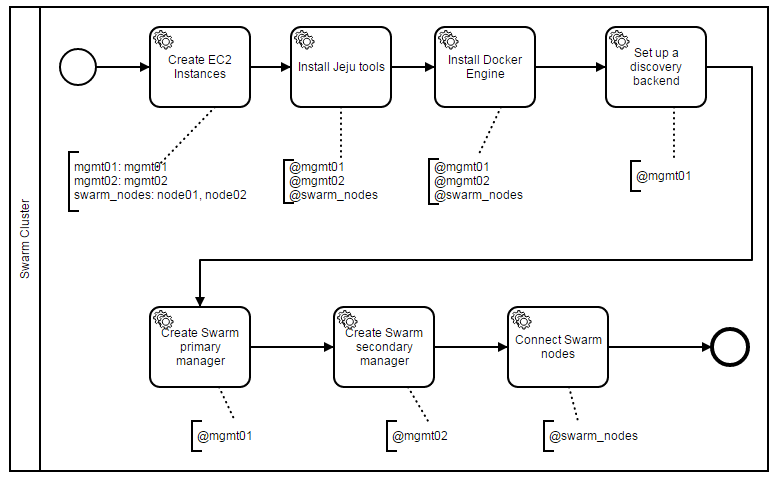 Swarm Cluster
Create EC2
Instances
Install Jeju tools
Install Docker
Engine
Set up a
discovery
backend
mgmt01: mgmt01
mgmt02: mgmt02
swarm_nodes: node01, node02
@mgmt01
@mgmt02
@swarm_nodes
@mgmt01
@mgmt02
@swarm_nodes
@mgmt01
Create Swarm
primary
manager
Create Swarm
secondary
manager
Connect Swarm
nodes
@mgmt01
@mgmt02
@swarm_nodes